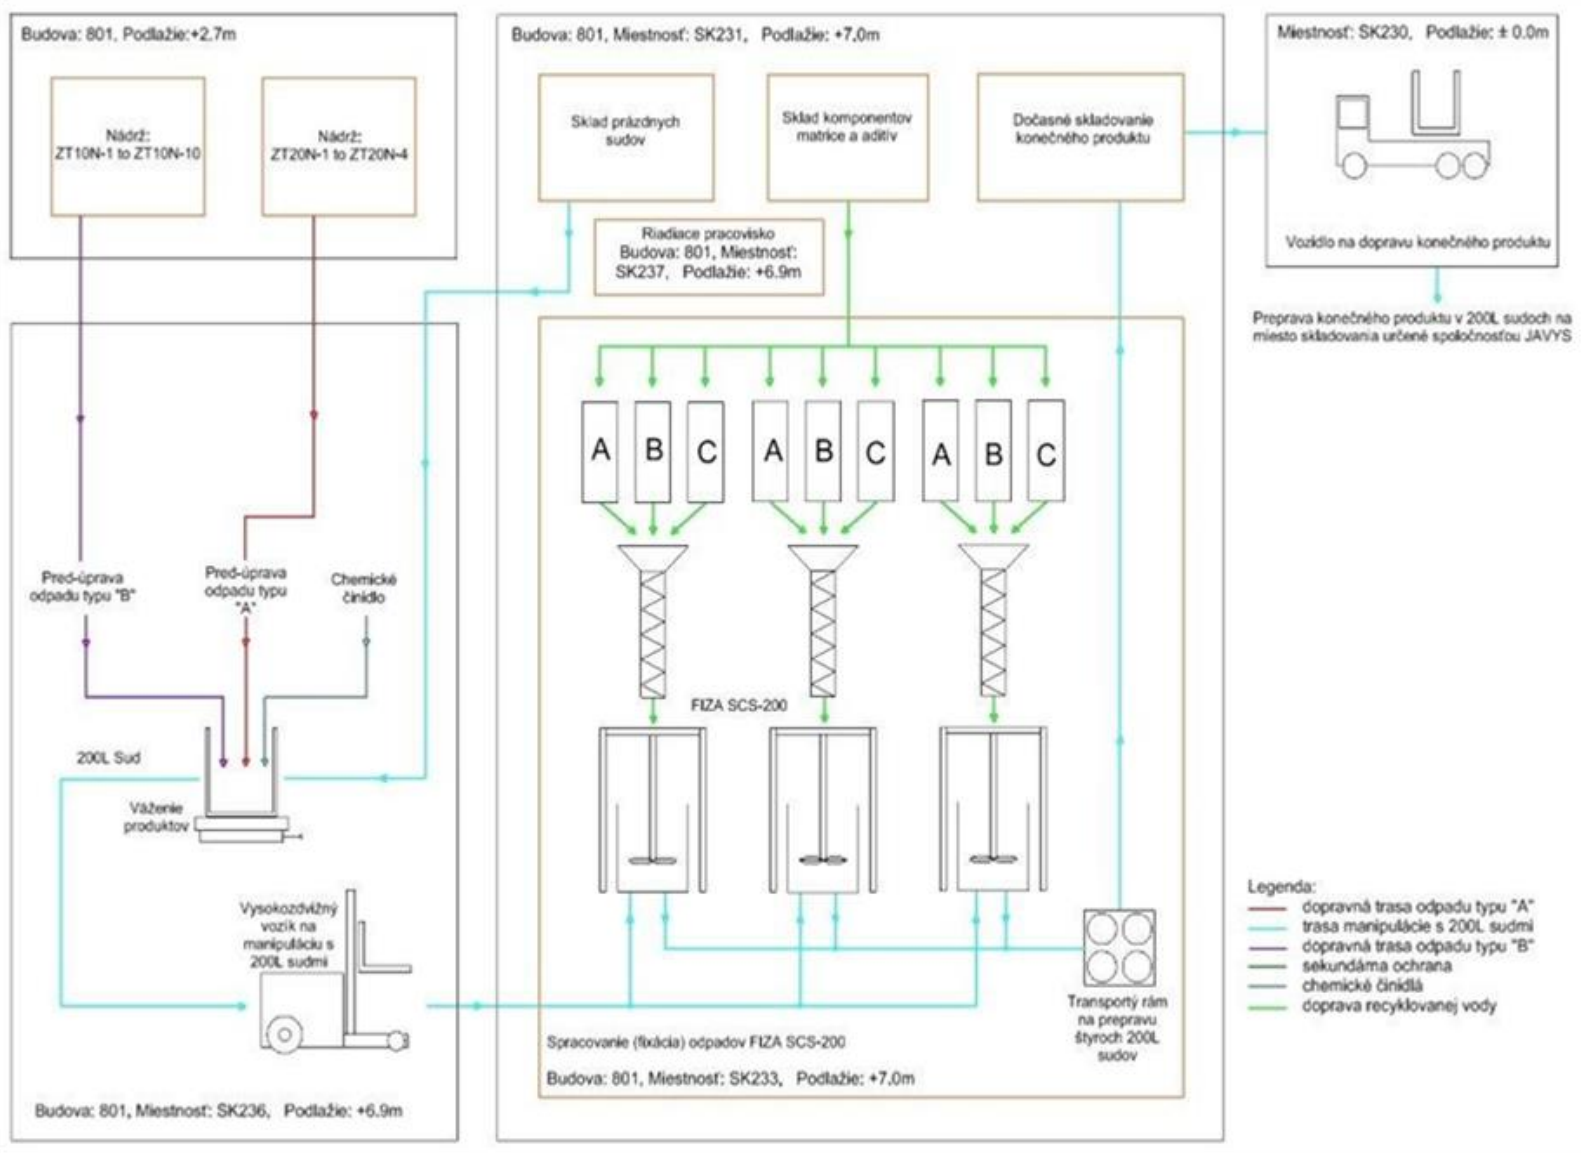 Budova: 801, Podlažie:+2.7m
Nádrž:
ZT10N-1 to ZT10N-10
Nádrž:
ZT20N-1 to ZT20N-4
Budova: 801, Miestnosť: SK231, Podlažie: +7,0m
Sklad prázdnych
sudov
Sklad komponentov
matrice a aditív
Dočasné skladovanie
konečného produktu
Riadiace pracovisko
Budova: 801, Miestnosť:
SK237, Podlažie: +6.9m
Miestnosť: SK230, Podlažie: ± 0.0m
Vozidlo na dopravu konečného produktu
Preprava konečného produktu v 200L sudoch na
miesto skladovania určené spoločnosťou JAVYS
A B C A B C A B C
Pred-úprava
odpadu typu "B"
Pred-úprava
odpadu typu
"A"
Chemické
činidlo
200L Sud
Váženie
produktov
Vysokozdvižný
vozík na
manipuláciu s
200L sudmi
Budova: 801, Miestnosť: SK236, Podlažie: +6.9m
FIZA SCS-200
Transportý rám
na prepravu
štyroch 200L
sudov
Spracovanie (fixácia) odpadov FIZA SCS-200
Budova: 801, Miestnosť: SK233, Podlažie: +7.0m
Legenda:
dopravná trasa odpadu typu "A"
trasa manipulácie s 200L sudmi
dopravná trasa odpadu typu "B"
sekundárna ochrana
chemické činidlá
doprava recyklovanej vody